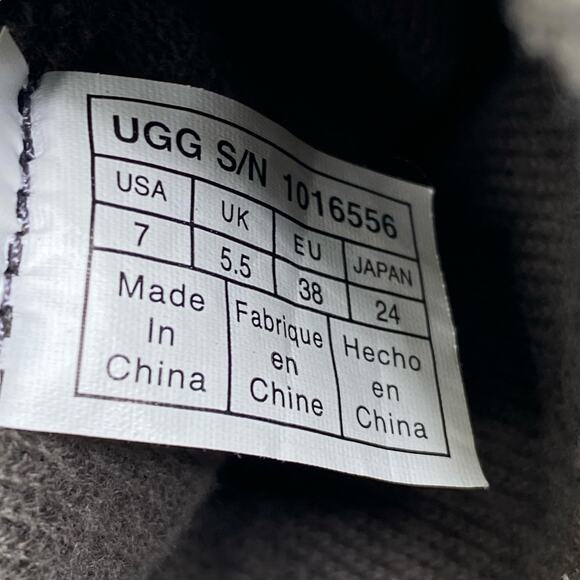 UGG S/N 1016556
USA UK EU JAPAN
7 5.5 38 24
Made
In
China
Fabrique
en
Chine
Hecho
en
China